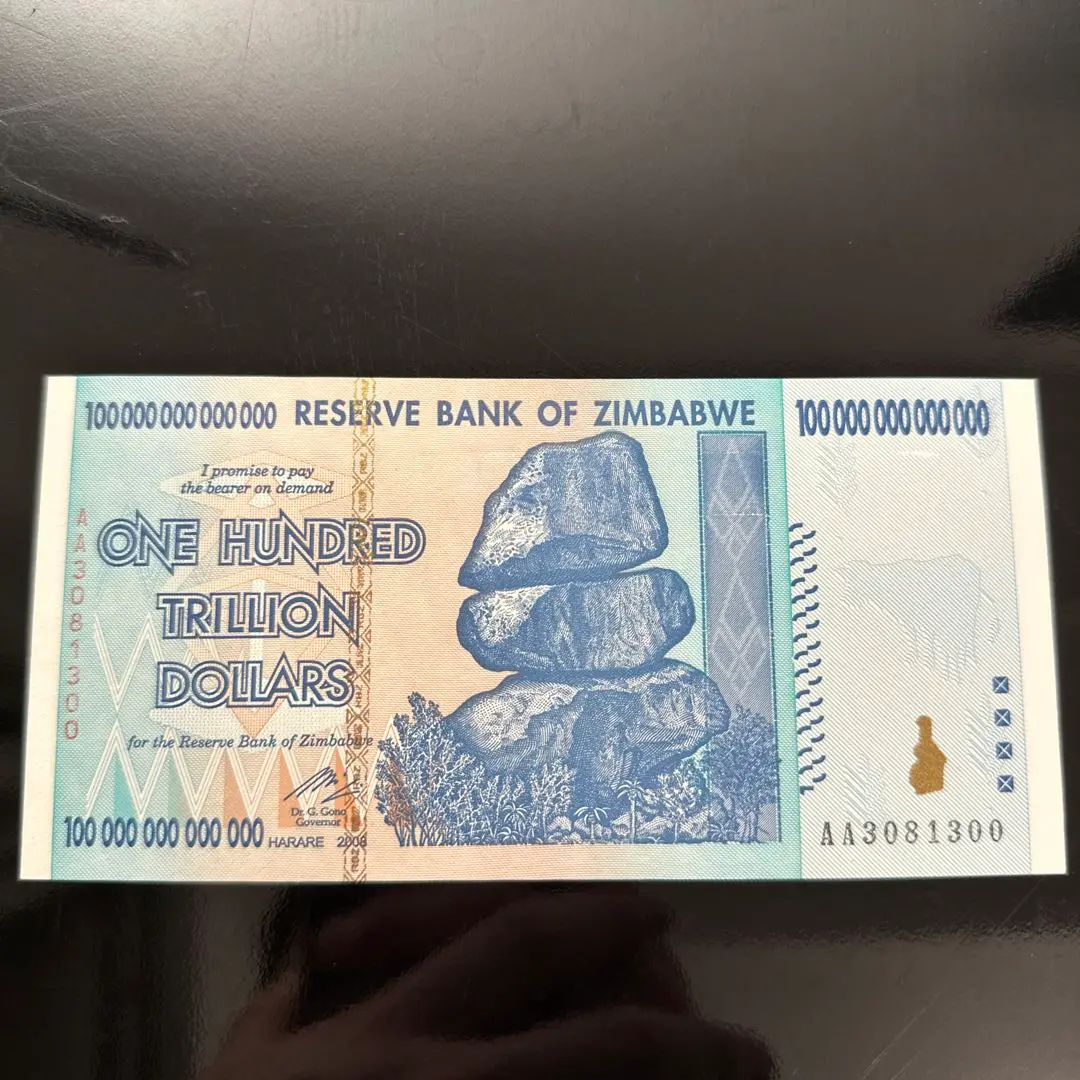 100 000 000 000 000 RESERVE BANK OF ZIMBABWE 100 000 000 000 000
I promise to pay
the bearer on demand
ONE HUNDRED
TRILLION
DOLLARS
for the Reserve Bank of Zimbabwe
Dr. G. Gono
Governor
100 000 000 000 000 HARARE 2008
AA3081300
AA3081300